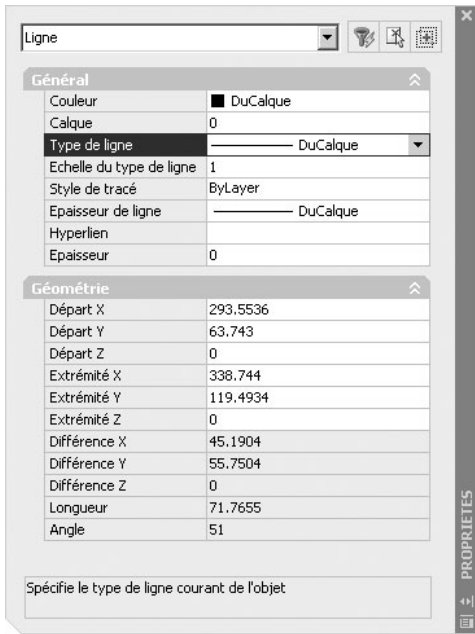 Ligne
Général
Couleur DuCalque
Calque 0
Type de ligne DuCalque
Echelle du type de ligne 1
Style de tracé ByLayer
Epaisseur de ligne DuCalque
Hyperlien
Epaisseur 0
Géométrie
Départ X 293.5536
Départ Y 63.743
Départ Z 0
Extrémité X 338.744
Extrémité Y 119.4934
Extrémité Z 0
Différence X 45.1904
Différence Y 55.7504
Différence Z 0
Longueur 71.7655
Angle 51
Spécifie le type de ligne courant de l'objet
PROPRIETES